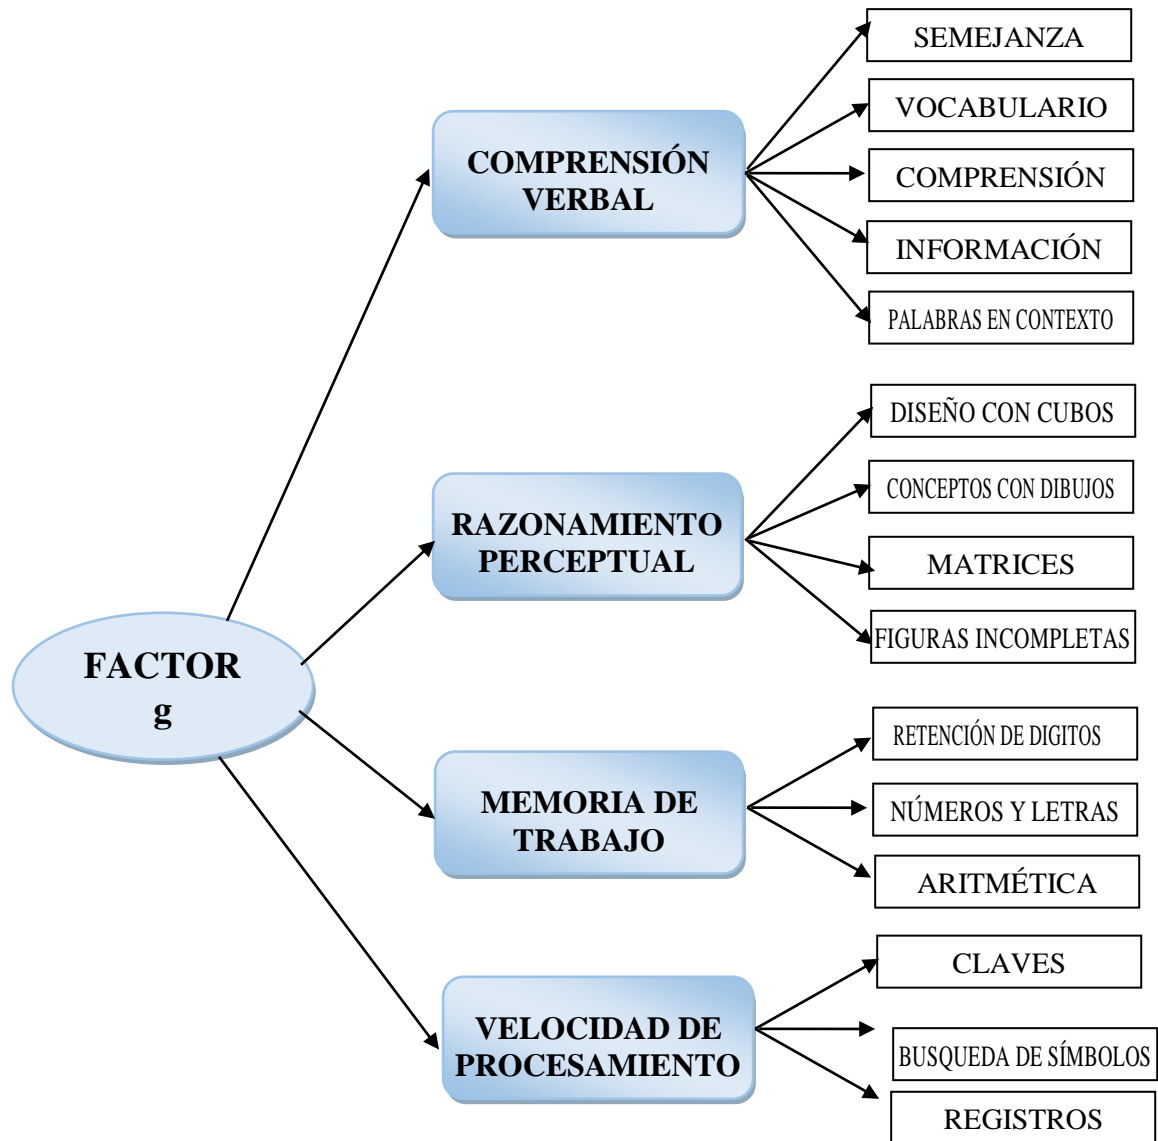 SEMEJANZA
VOCABULARIO
COMPRENSIÓN
VERBAL
COMPRENSIÓN
INFORMACIÓN
PALABRAS EN CONTEXTO
DISEÑO CON CUBOS
CONCEPTOS CON DIBUJOS
RAZONAMIENTO
PERCEPTUAL
MATRICES
FIGURAS INCOMPLETAS
FACTOR
g
RETENCIÓN DE DIGITOS
MEMORIA DE
TRABAJO
NÚMEROS Y LETRAS
ARITMÉTICA
CLAVES
VELOCIDAD DE
PROCESAMIENTO
BUSQUEDA DE SÍMBOLOS
REGISTROS